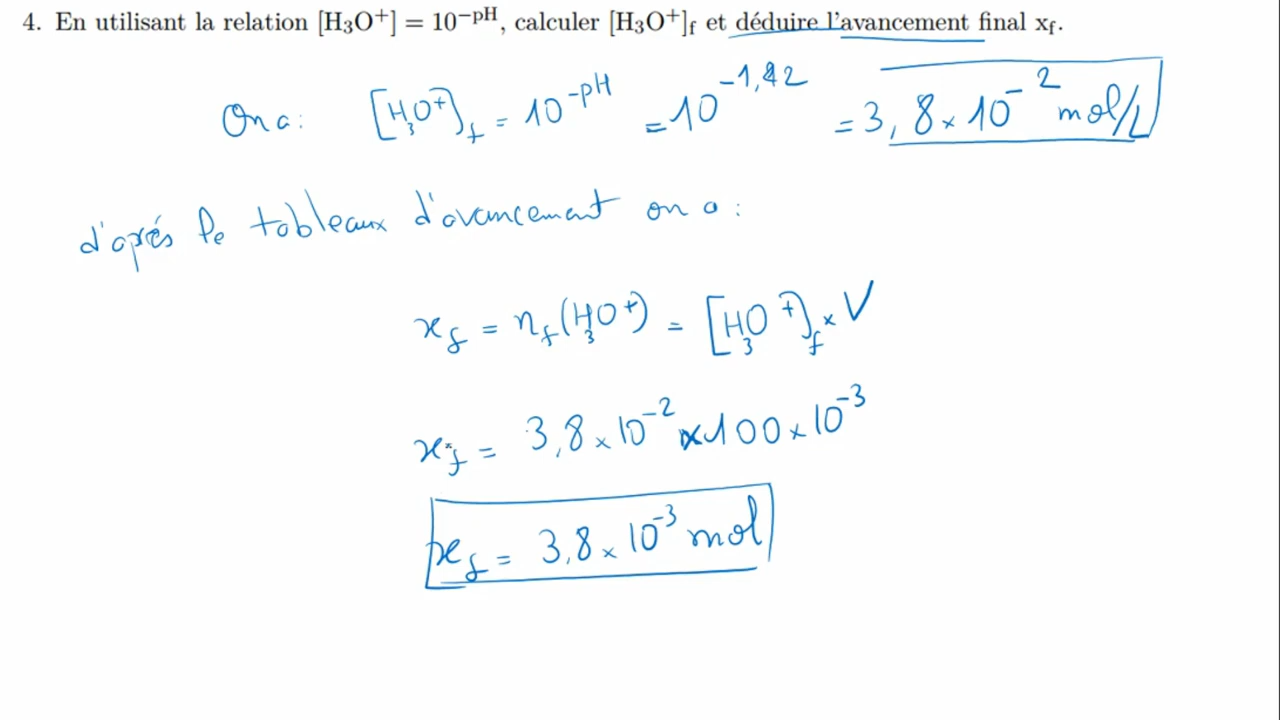 4. En utilisant la relation [H₃O⁺] = 10⁻ᵖᴴ, calculer [H₃O⁺]f et déduire l'avancement final xf.
On a : [H₃O⁺]f = 10⁻ᵖᴴ = 10⁻¹,⁴² = 3,8 × 10⁻² mol/L
d'aprés le tableaux d'avancement on a :
xf = nf(H₃O⁺) = [H₃O⁺]f × V
xf = 3,8 × 10⁻² × 100 × 10⁻³
xf = 3,8 × 10⁻³ mol